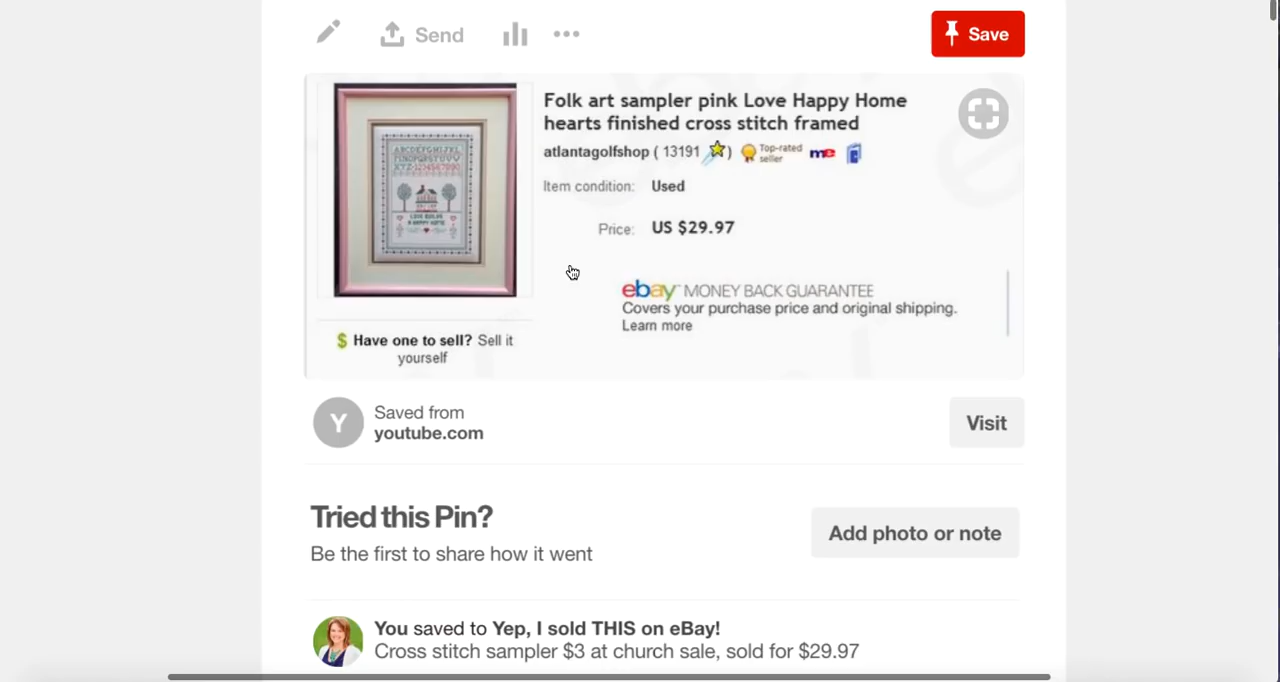 Send
Save
Folk art sampler pink Love Happy Home
hearts finished cross stitch framed
atlantagolfshop ( 13191 )
Top-rated
seller
me
Item condition: Used
Price: US $29.97
ebay MONEY BACK GUARANTEE
Covers your purchase price and original shipping.
Learn more
$ Have one to sell? Sell it
yourself
Y
Saved from
youtube.com
Visit
Tried this Pin?
Be the first to share how it went
Add photo or note
You saved to Yep, I sold THIS on eBay!
Cross stitch sampler $3 at church sale, sold for $29.97